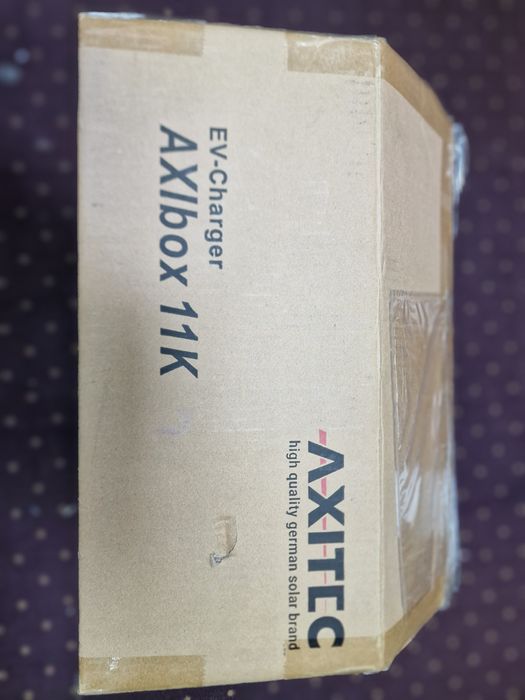 AXITEC
high quality german solar brand
EV-Charger
AXIbox 11K